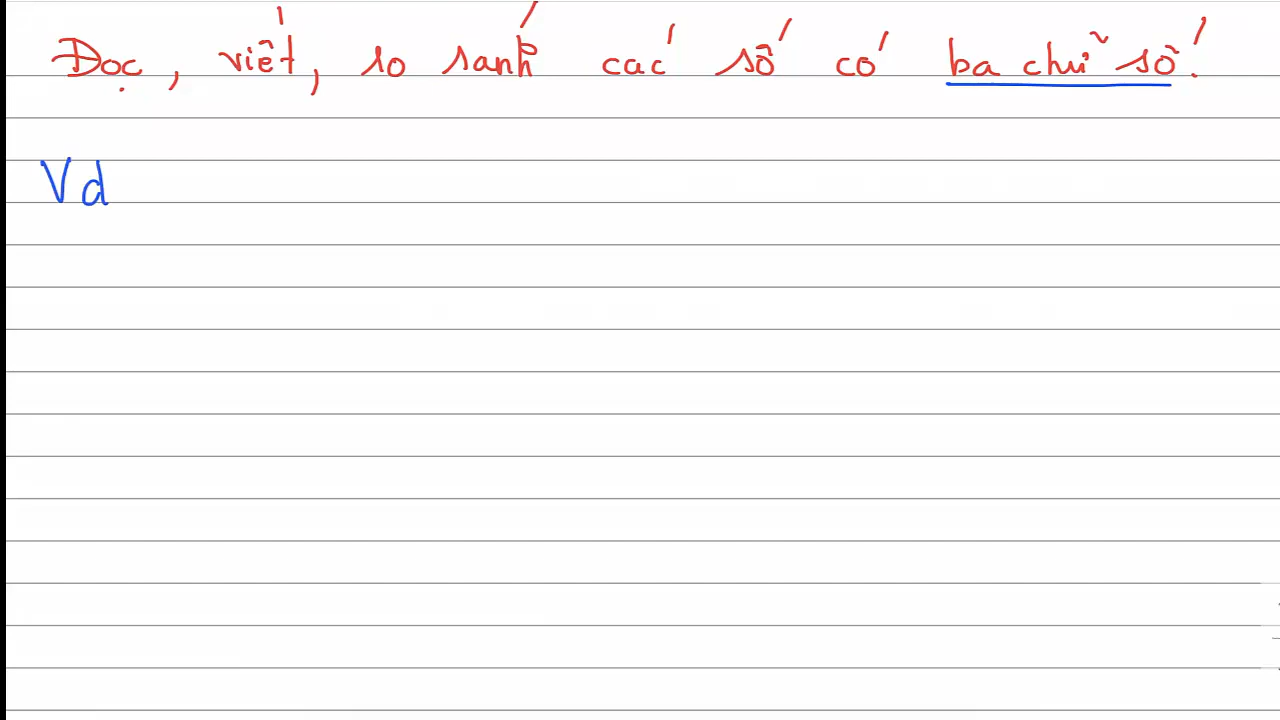 Đọc, viết, so sánh các số có ba chữ số.
Vd